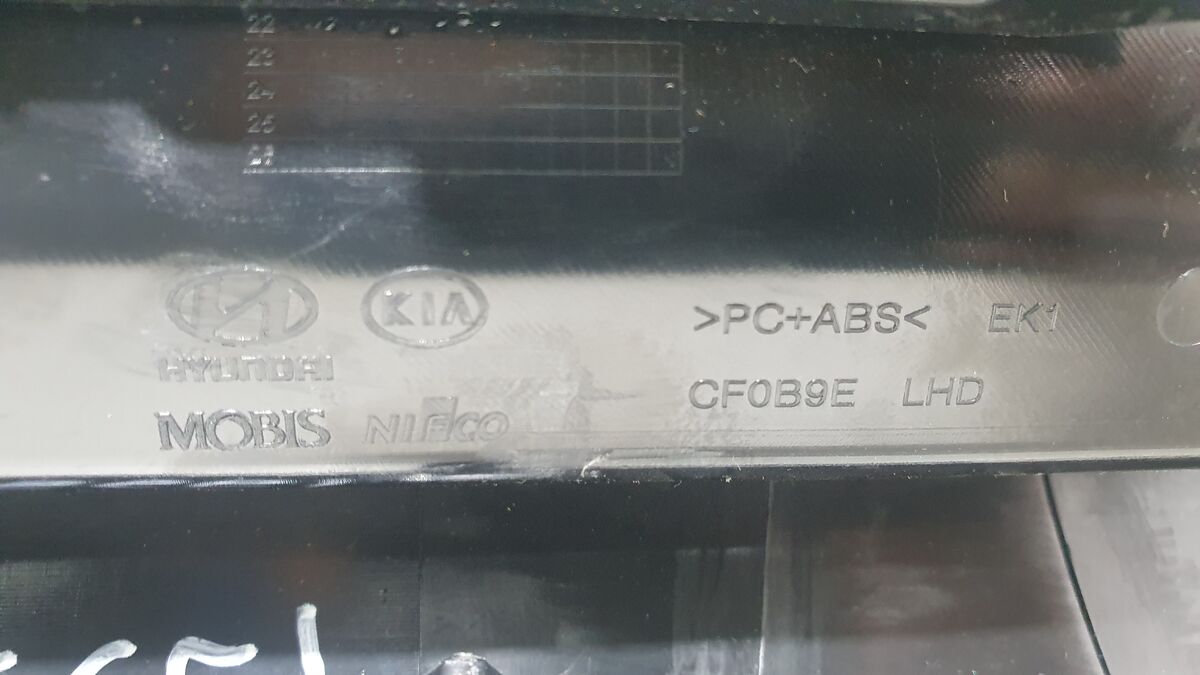 22
23
24
25
26
KIA
HYUNDAI
>PC+ABS< EK1
MOBIS NIFCO
CF0B9E LHD